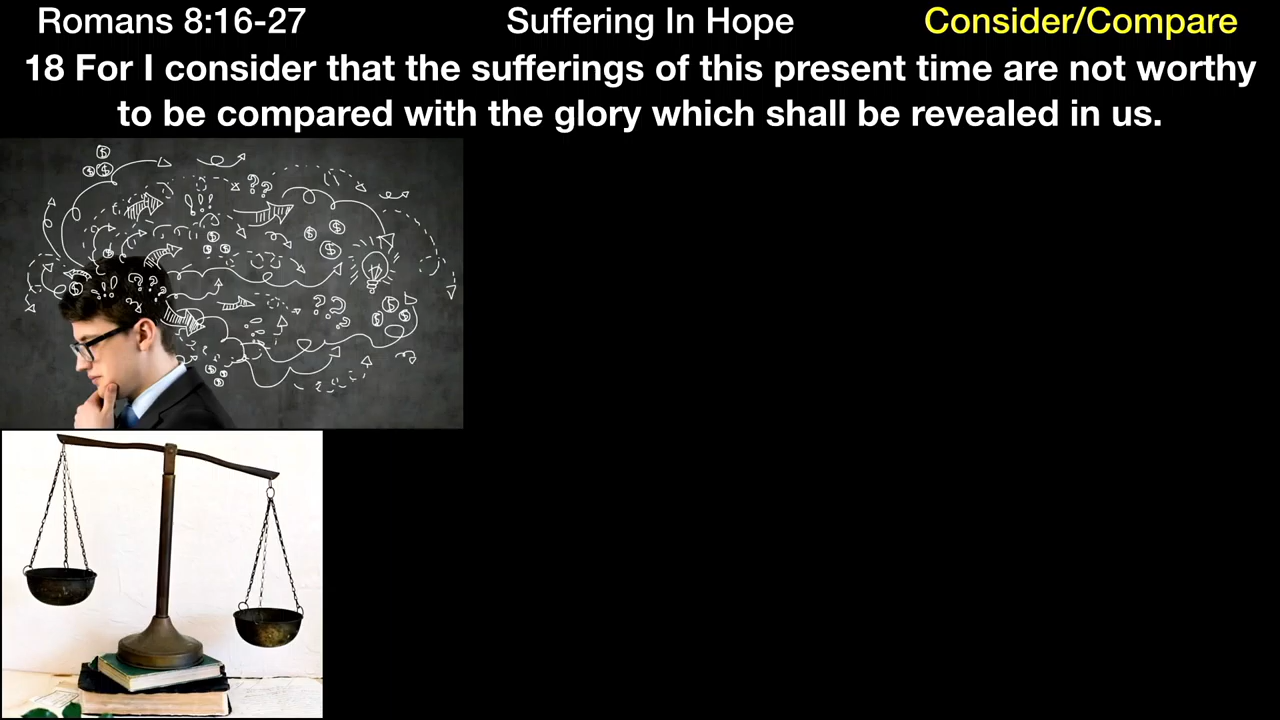 Romans 8:16-27 Suffering In Hope Consider/Compare
18 For I consider that the sufferings of this present time are not worthy
to be compared with the glory which shall be revealed in us.